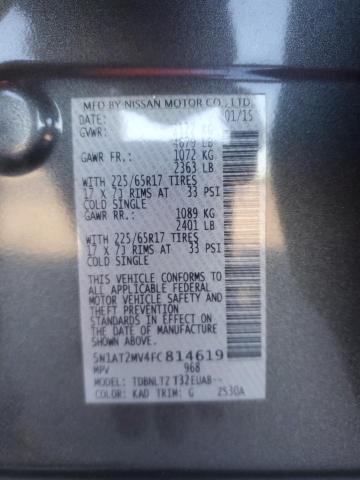 MFD BY NISSAN MOTOR CO., LTD.
DATE: 01/15
GVWR: KG
4679 LB
GAWR FR.: 1072 KG
2363 LB
WITH 225/65R17 TIRES
17 X 7J RIMS AT 33 PSI
COLD SINGLE
GAWR RR.: 1089 KG
2401 LB
WITH 225/65R17 TIRES
17 X 7J RIMS AT 33 PSI
COLD SINGLE
THIS VEHICLE CONFORMS TO
ALL APPLICABLE FEDERAL
MOTOR VEHICLE SAFETY
AND THEFT PREVENTION
STANDARDS IN EFFECT ON
THE DATE OF MANUFACTURE
SHOWN ABOVE.
5N1AT2MV4FC814619
MPV 968
MODEL: TDBNLTZ T32EUAB--
COLOR: KAD TRIM: G 2530A